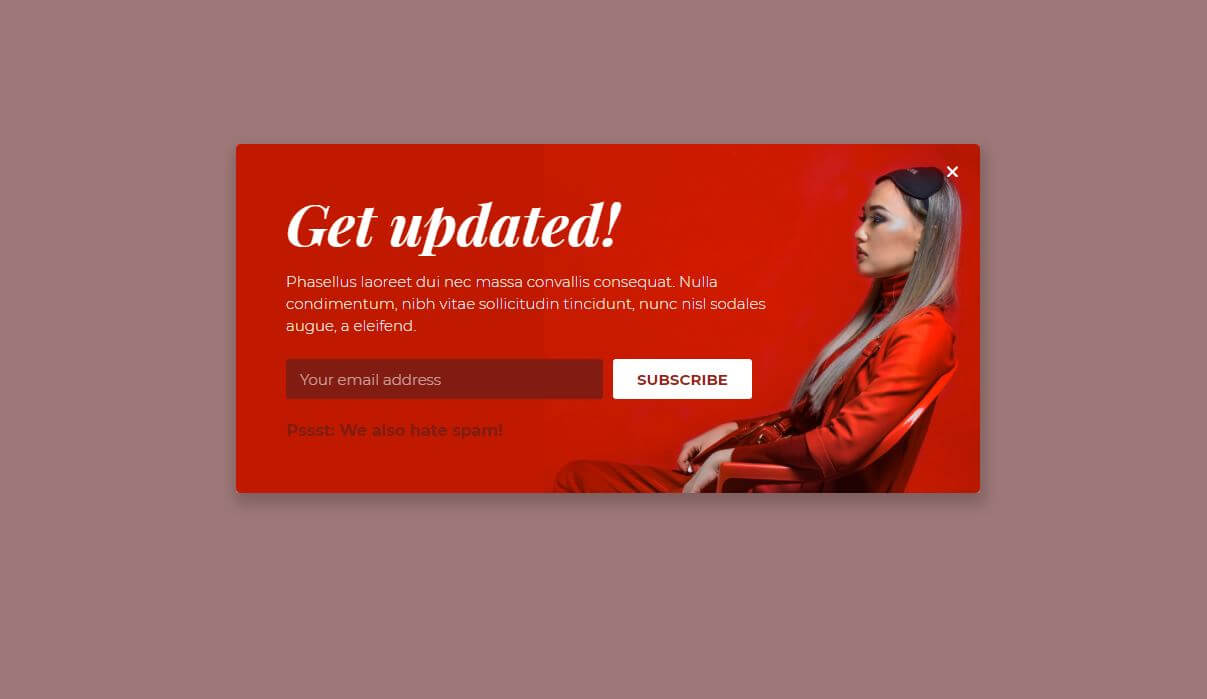 Get updated!
Phasellus laoreet dui nec massa convallis consequat. Nulla
condimentum, nibh vitae sollicitudin tincidunt, nunc nisl sodales
augue, a eleifend.
Your email address
SUBSCRIBE
Pssst: We also hate spam!